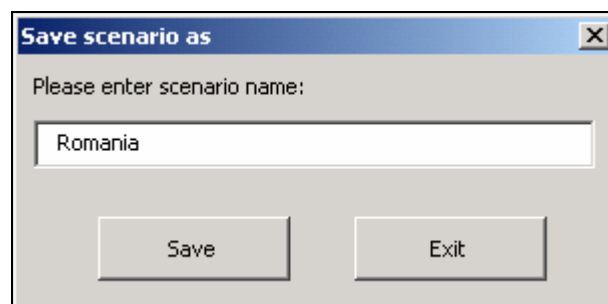 Save scenario as
Please enter scenario name:
Romania
Save Exit